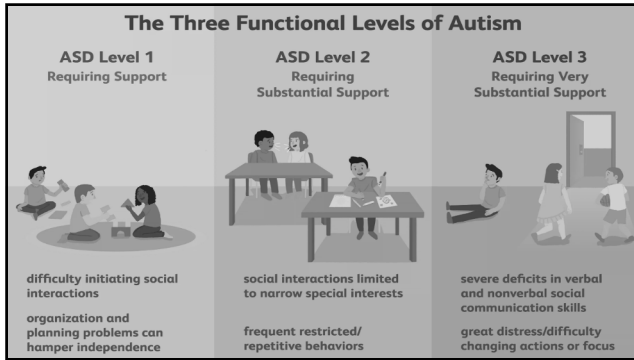 The Three Functional Levels of Autism
ASD Level 1
Requiring Support
difficulty initiating social
interactions
organization and
planning problems can
hamper independence
ASD Level 2
Requiring
Substantial Support
social interactions limited
to narrow special interests
frequent restricted/
repetitive behaviors
ASD Level 3
Requiring Very
Substantial Support
severe deficits in verbal
and nonverbal social
communication skills
great distress/difficulty
changing actions or focus